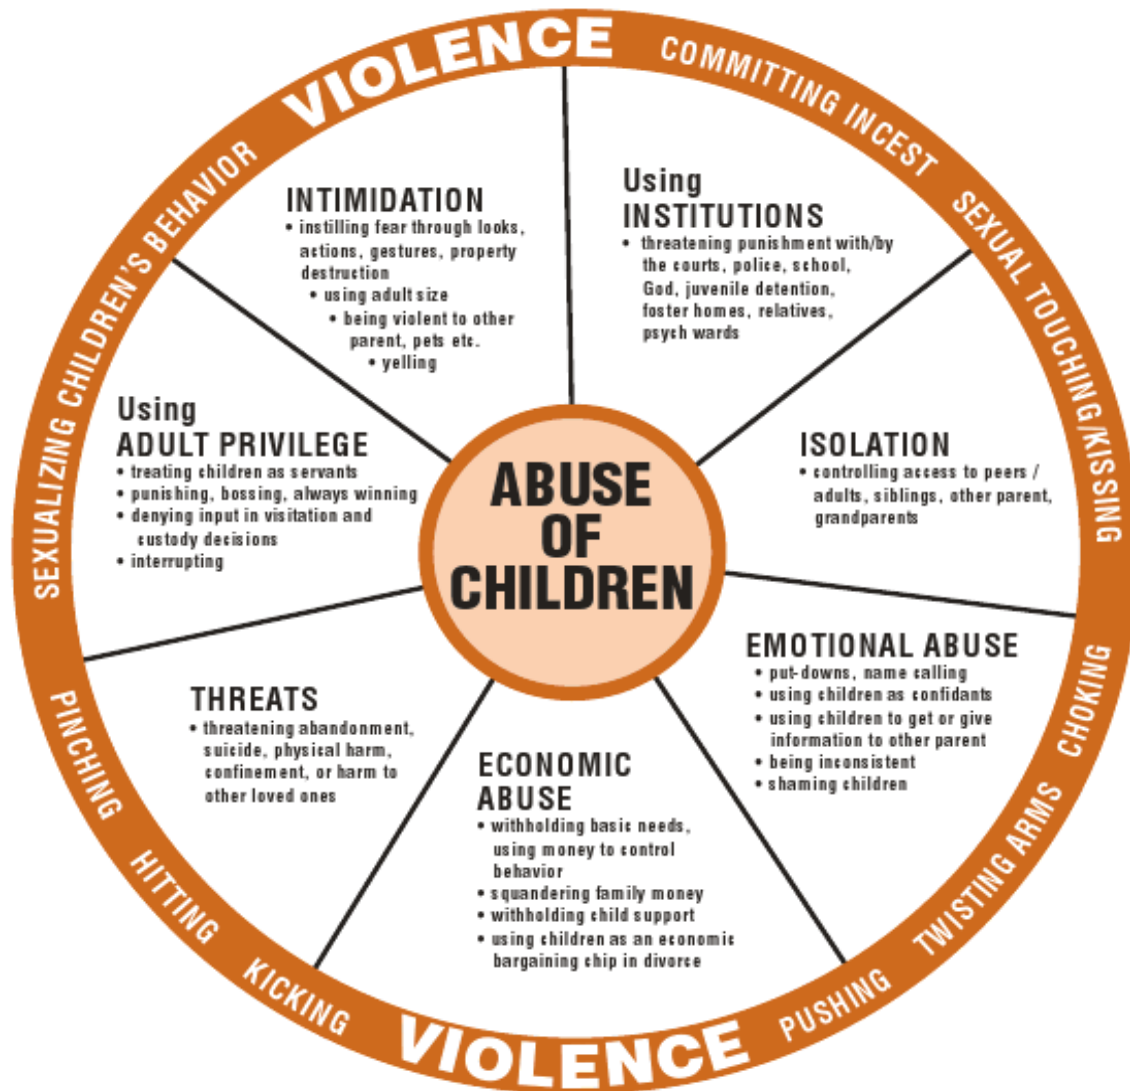 VIOLENCE
COMMITTING INCEST
SEXUAL TOUCHING/KISSING
CHOKING
TWISTING ARMS
PUSHING
VIOLENCE
KICKING
HITTING
PINCHING
SEXUALIZING CHILDREN'S BEHAVIOR
INTIMIDATION
• instilling fear through looks,
actions, gestures, property
destruction
• using adult size
• being violent to other
parent, pets etc.
• yelling
Using
INSTITUTIONS
• threatening punishment with/by
the courts, police, school,
God, juvenile detention,
foster homes, relatives,
psych wards
ISOLATION
• controlling access to peers /
adults, siblings, other parent,
grandparents
EMOTIONAL ABUSE
• put-downs, name calling
• using children as confidants
• using children to get or give
information to other parent
• being inconsistent
• shaming children
ECONOMIC
ABUSE
• withholding basic needs,
using money to control
behavior
• squandering family money
• withholding child support
• using children as an economic
bargaining chip in divorce
THREATS
• threatening abandonment,
suicide, physical harm,
confinement, or harm to
other loved ones
Using
ADULT PRIVILEGE
• treating children as servants
• punishing, bossing, always winning
• denying input in visitation and
custody decisions
• interrupting
ABUSE
OF
CHILDREN